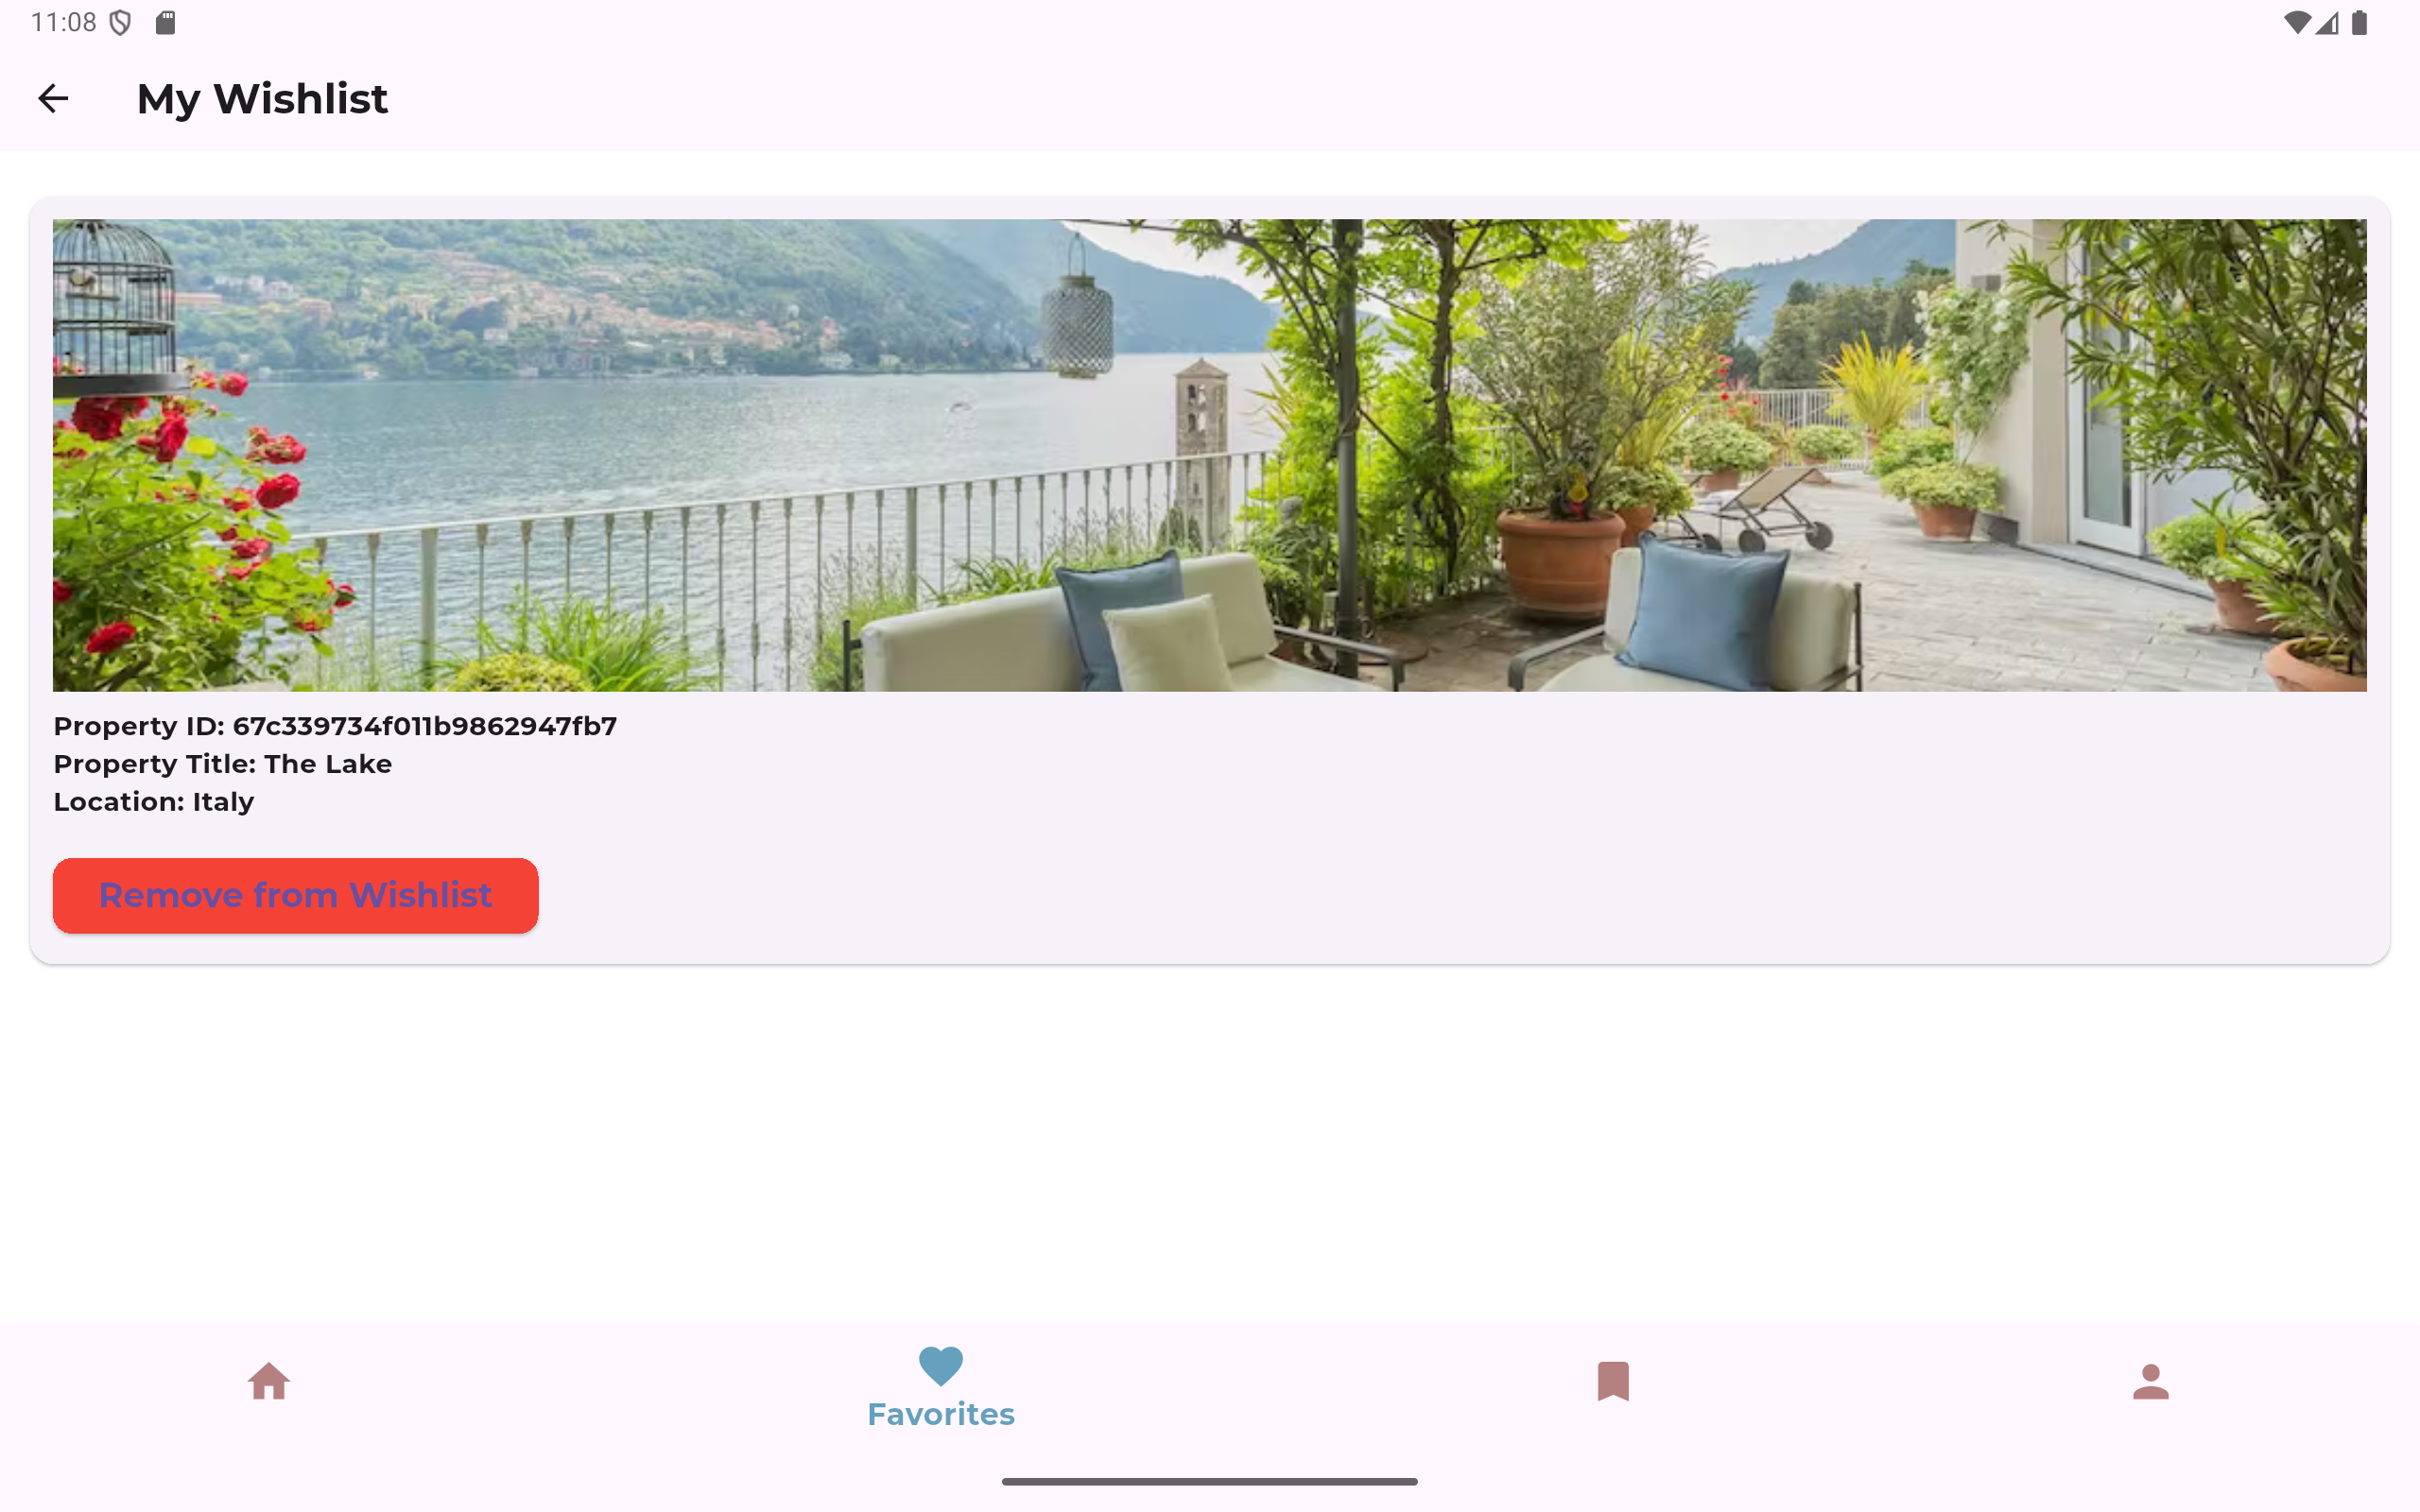 11:08
My Wishlist
Property ID: 67c339734f011b9862947fb7
Property Title: The Lake
Location: Italy
Remove from Wishlist
Favorites